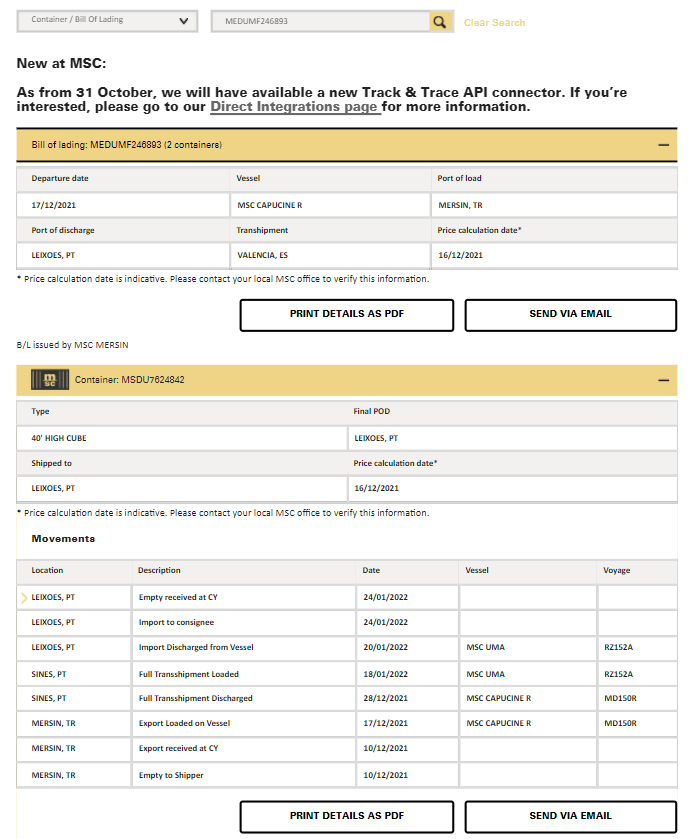 Container / Bill Of Lading
MEDUMF246893
Clear Search
New at MSC:
As from 31 October, we will have available a new Track & Trace API connector. If you're
interested, please go to our Direct Integrations page for more information.
Bill of lading: MEDUMF246893 (2 containers)
Departure date Vessel Port of load
17/12/2021 MSC CAPUCINE R MERSIN, TR
Port of discharge Transhipment Price calculation date*
LEIXOES, PT VALENCIA, ES 16/12/2021
* Price calculation date is indicative. Please contact your local MSC office to verify this information.
PRINT DETAILS AS PDF SEND VIA EMAIL
B/L issued by MSC MERSIN
msc Container: MSDU7624842
Type Final POD
40' HIGH CUBE LEIXOES, PT
Shipped to Price calculation date*
LEIXOES, PT 16/12/2021
* Price calculation date is indicative. Please contact your local MSC office to verify this information.
Movements
Location Description Date Vessel Voyage
LEIXOES, PT Empty received at CY 24/01/2022
LEIXOES, PT Import to consignee 24/01/2022
LEIXOES, PT Import Discharged from Vessel 20/01/2022 MSC UMA RZ152A
SINES, PT Full Transshipment Loaded 18/01/2022 MSC UMA RZ152A
SINES, PT Full Transshipment Discharged 28/12/2021 MSC CAPUCINE R MD150R
MERSIN, TR Export Loaded on Vessel 17/12/2021 MSC CAPUCINE R MD150R
MERSIN, TR Export received at CY 10/12/2021
MERSIN, TR Empty to Shipper 10/12/2021
PRINT DETAILS AS PDF SEND VIA EMAIL